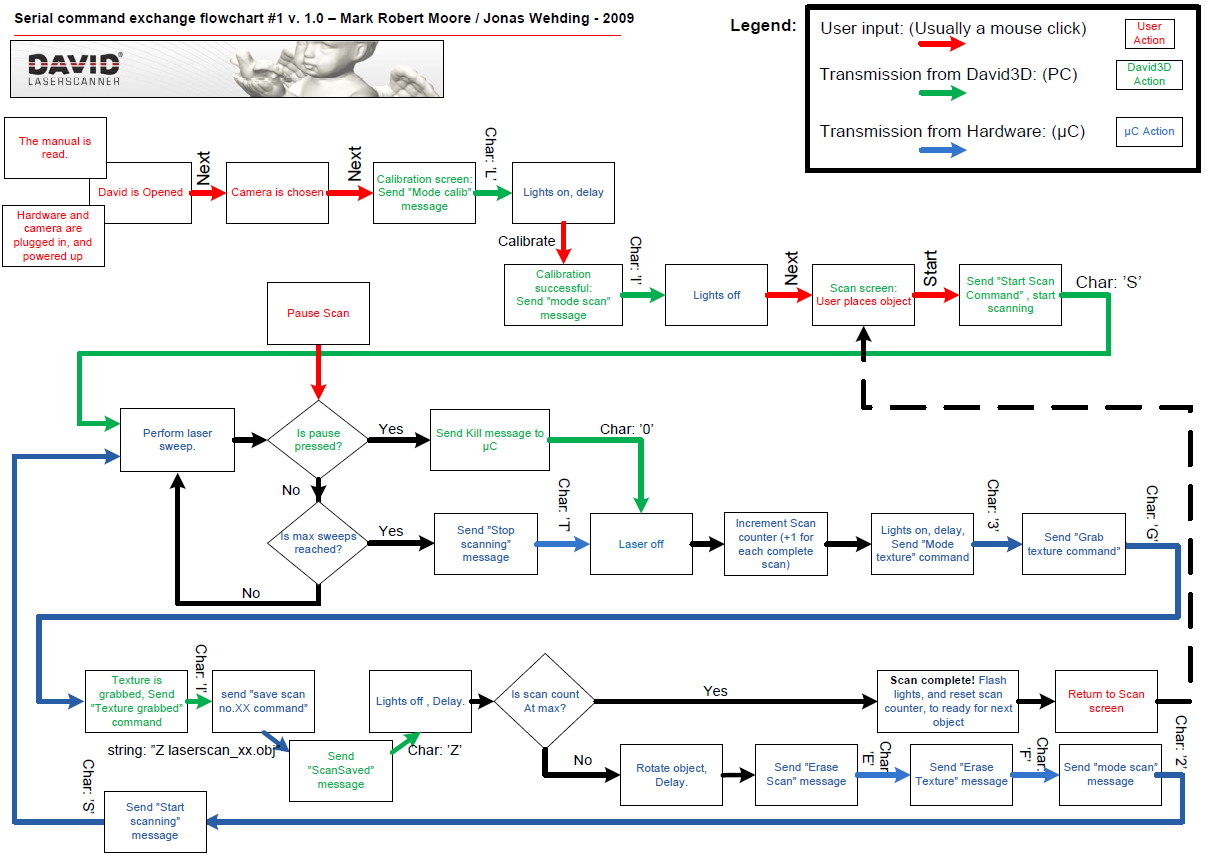 Serial command exchange flowchart #1 v. 1.0 – Mark Robert Moore / Jonas Wehding - 2009
DAVID®
LASERSCANNER
Legend:
User input: (Usually a mouse click)
User
Action
Transmission from David3D: (PC)
David3D
Action
Transmission from Hardware: (µC)
µC Action
The manual is
read.
David is Opened
Hardware and
camera are
plugged in, and
powered up
Next
Camera is chosen
Next
Calibration screen:
Send ”Mode calib”
message
Char: ’L’
Lights on, delay
Calibrate
Calibration
successful:
Send ”mode scan”
message
Char: ’l’
Lights off
Next
Scan screen:
User places object
Start
Send ”Start Scan
Command” , start
scanning
Char: ’S’
Pause Scan
Perform laser
sweep.
Is pause
pressed?
Yes
Send Kill message to
µC
Char: ’0’
No
Is max sweeps
reached?
Yes
No
Send ”Stop
scanning”
message
Char: ’T’
Laser off
Increment Scan
counter (+1 for
each complete
scan)
Lights on, delay,
Send ”Mode
texture” command
Char: ’3’
Send ”Grab
texture command”
Char: ’G’
Texture is
grabbed, Send
”Texture grabbed”
command
Char: ’I’
send ”save scan
no.XX command”
string: ”Z laserscan_xx.obj”
Send
”ScanSaved”
message
Char: ’Z’
Lights off , Delay.
Is scan count
At max?
Yes
Scan complete! Flash
lights, and reset scan
counter, to ready for next
object
Return to Scan
screen
No
Rotate object,
Delay.
Send ”Erase
Scan” message
Char:
’E’
Send ”Erase
Texture” message
Char:
’F’
Send ”mode scan”
message
Char: ’2’
Send ”Start
scanning”
message
Char: ’S’